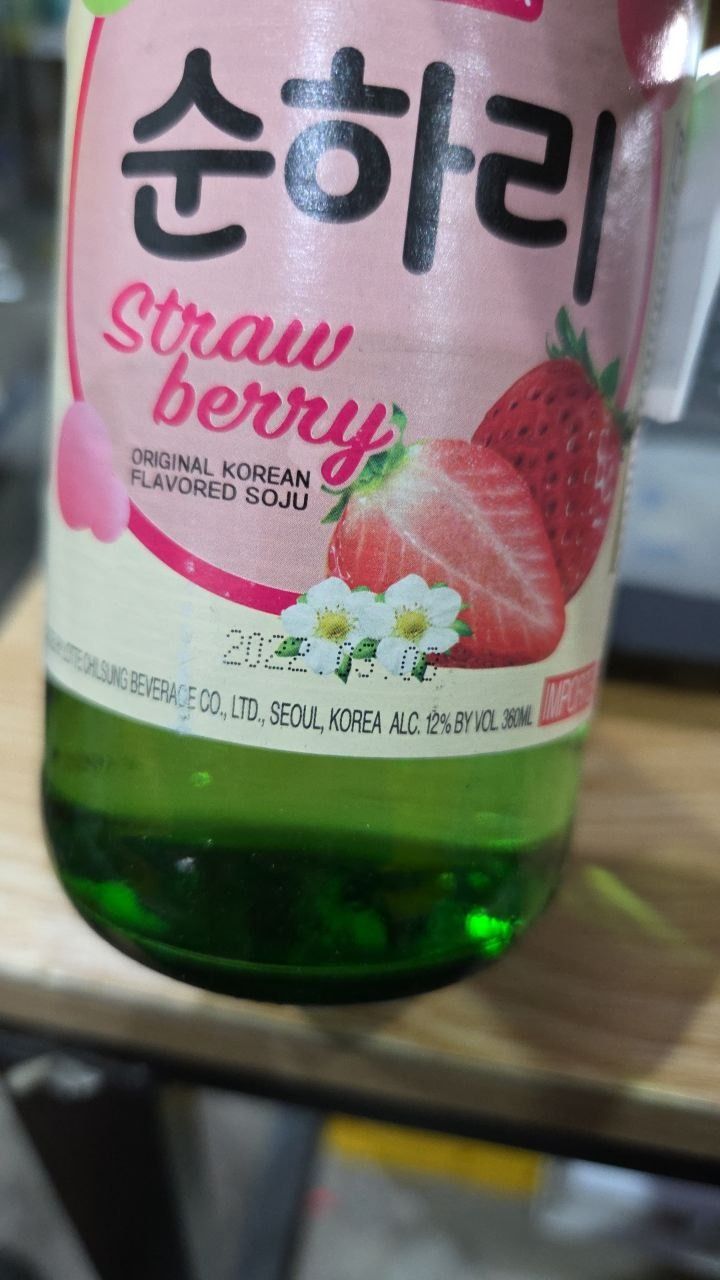 순하리
Straw
berry
ORIGINAL KOREAN
FLAVORED SOJU
LOTTE CHILSUNG BEVERAGE CO., LTD., SEOUL, KOREA ALC. 12% BY VOL. 360ML